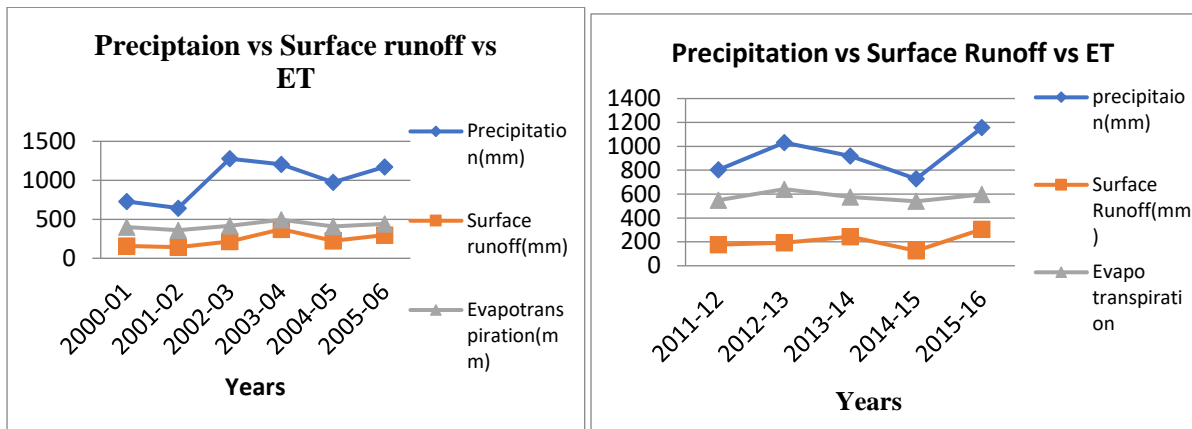 Preciptaion vs Surface runoff vs
ET
1500
1000
500
0
Precipitatio
n(mm)
Surface
runoff(mm)
Evapotrans
piration(m
m)
2000-01
2001-02
2002-03
2003-04
2004-05
2005-06
Years
Precipitation vs Surface Runoff vs ET
1400
1200
1000
800
600
400
200
0
precipitaio
n(mm)
Surface
Runoff(mm
)
Evapo
transpirati
on
2011-12
2012-13
2013-14
2014-15
2015-16
Years